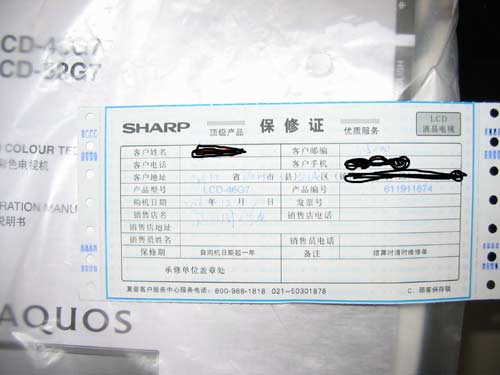 CD-46G7
CD-52G7
COLOUR TE
彩色电视机
RATION MANU
说明书
SHARP 顶级产品 保修证 优质服务 LCD 液晶电视
客户姓名 客户邮编
客户电话 客户手机
客户地址 省 市 县) 区(
产品型号 LCD-46G7 产品编号 611911674
购机日期 年 月 日 发票号
销售店名 销售店电话
销售店地址
销售员姓名 销售员电话
保修期 自购机日期起一年 备注 结算时请附维修单
承修单位盖章处
夏普客户服务中心服务电话:800-988-1818 021-50301878 C. 顾客保存联
AQUOS